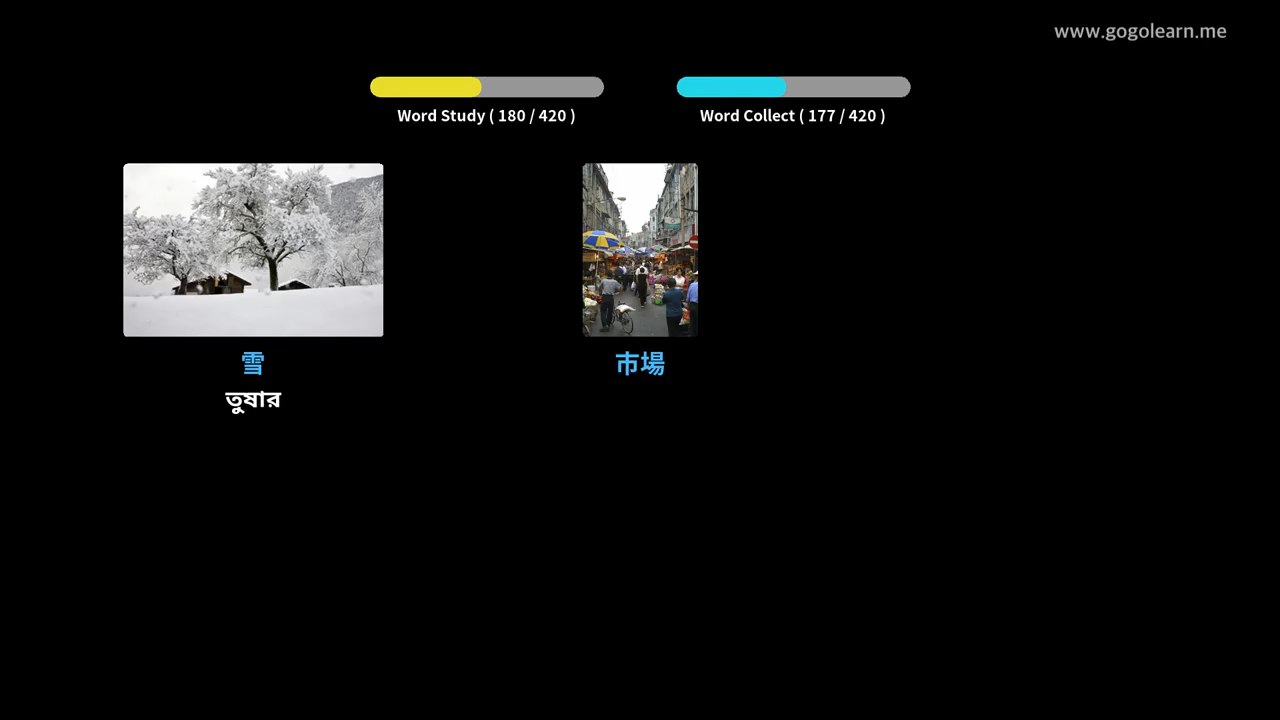 www.gogolearn.me
Word Study ( 180 / 420 )
Word Collect ( 177 / 420 )
雪
তুষার
市場